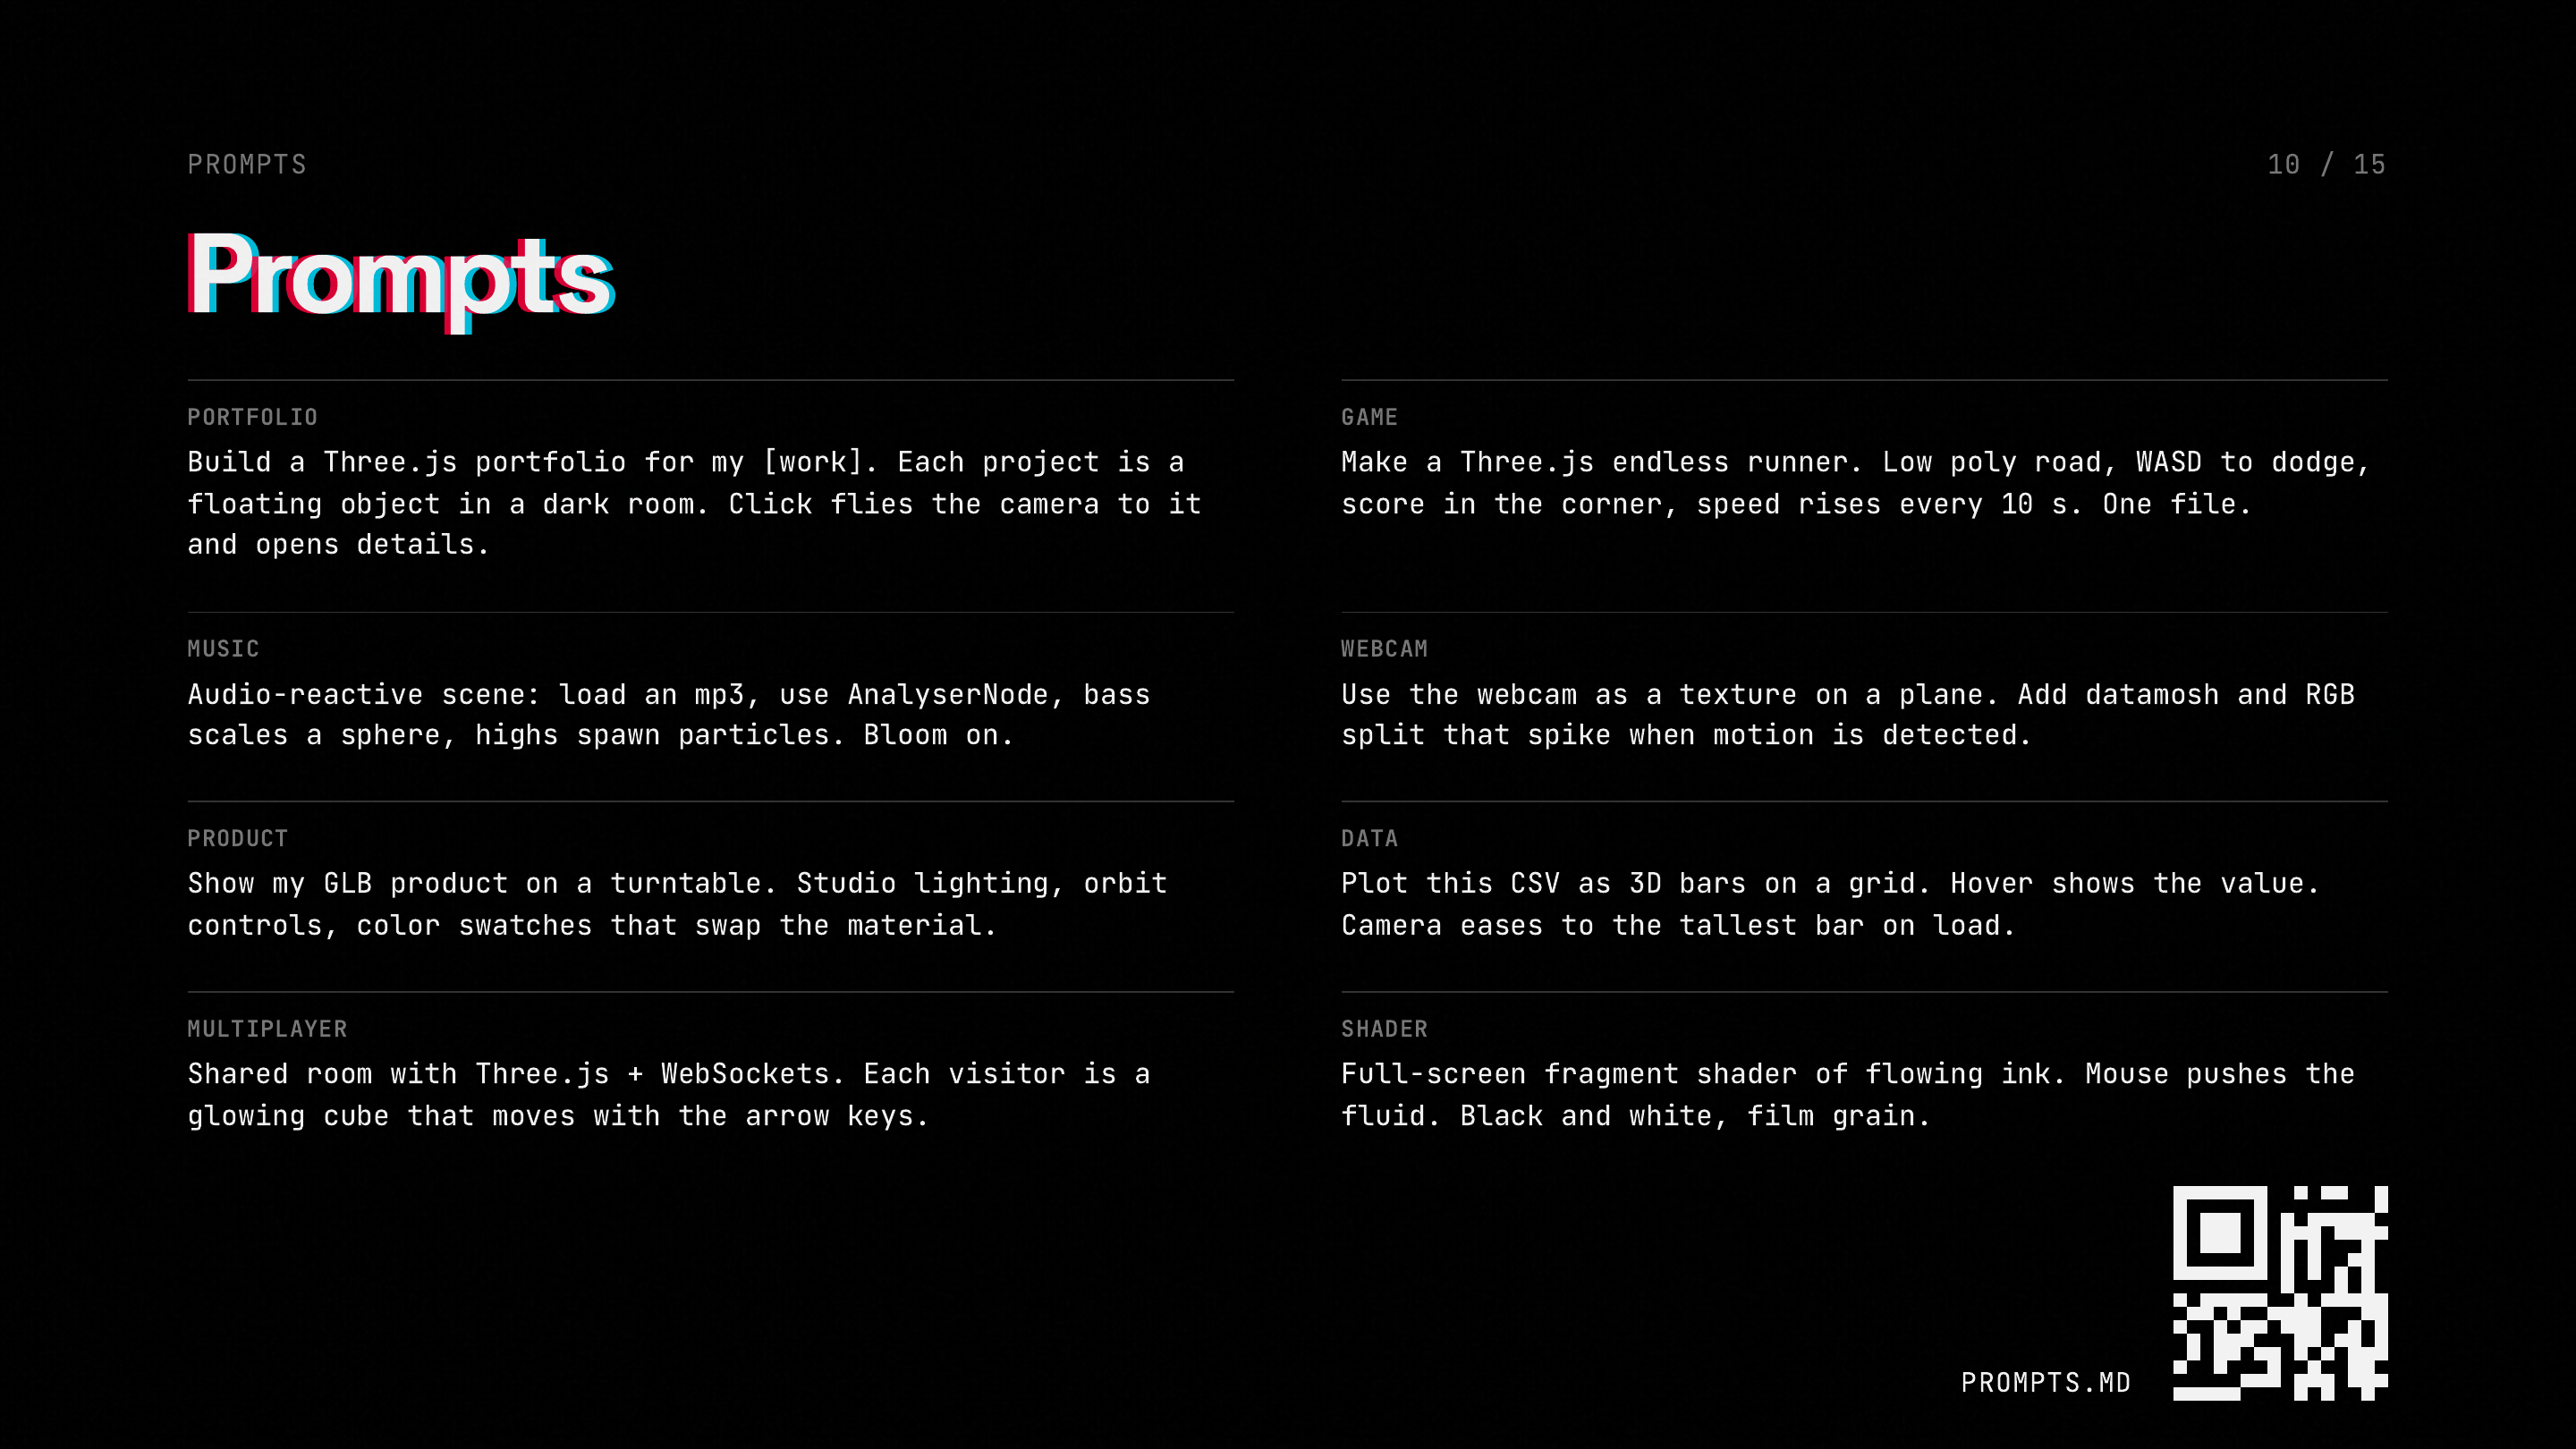 PROMPTS
10 / 15
Prompts
PORTFOLIO
Build a Three.js portfolio for my [work]. Each project is a
floating object in a dark room. Click flies the camera to it
and opens details.
GAME
Make a Three.js endless runner. Low poly road, WASD to dodge,
score in the corner, speed rises every 10 s. One file.
MUSIC
Audio-reactive scene: load an mp3, use AnalyserNode, bass
scales a sphere, highs spawn particles. Bloom on.
WEBCAM
Use the webcam as a texture on a plane. Add datamosh and RGB
split that spike when motion is detected.
PRODUCT
Show my GLB product on a turntable. Studio lighting, orbit
controls, color swatches that swap the material.
DATA
Plot this CSV as 3D bars on a grid. Hover shows the value.
Camera eases to the tallest bar on load.
MULTIPLAYER
Shared room with Three.js + WebSockets. Each visitor is a
glowing cube that moves with the arrow keys.
SHADER
Full-screen fragment shader of flowing ink. Mouse pushes the
fluid. Black and white, film grain.
PROMPTS.MD